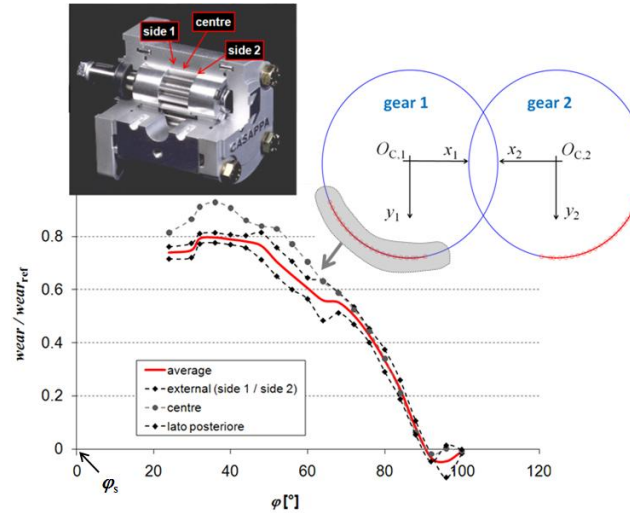 side 1
centre
side 2
CASAPPA
gear 1
gear 2
O_C,1
x_1
x_2
O_C,2
y_1
y_2
wear / wear_ref
0.8
0.6
0.4
0.2
0
average
external (side 1 / side 2)
centre
lato posteriore
0
20
40
60
80
100
120
φ_s
φ [°]